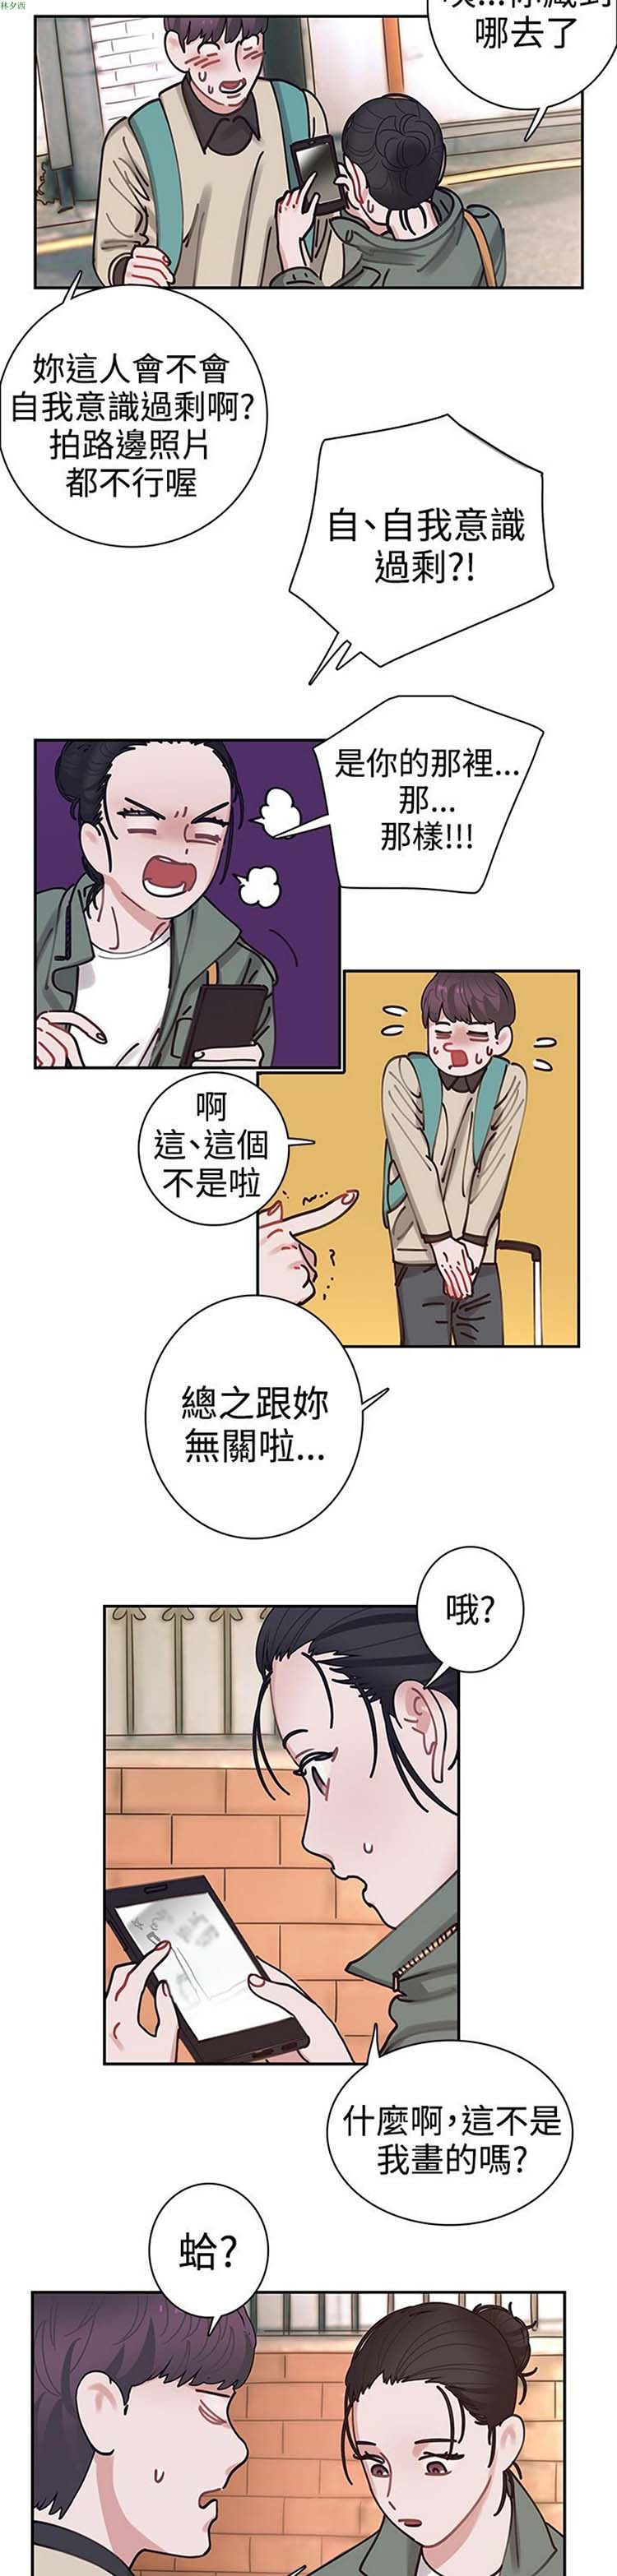 林夕西
哪去了
妳這人會不會
自我意識過剩啊?
拍路邊照片
都不行喔
自、自我意識
過剩?!
是你的那裡...
那...
那樣!!!
啊
這、這個
不是啦
總之跟妳
無關啦...
哦?
什麼啊,這不是
我畫的嗎?
蛤?